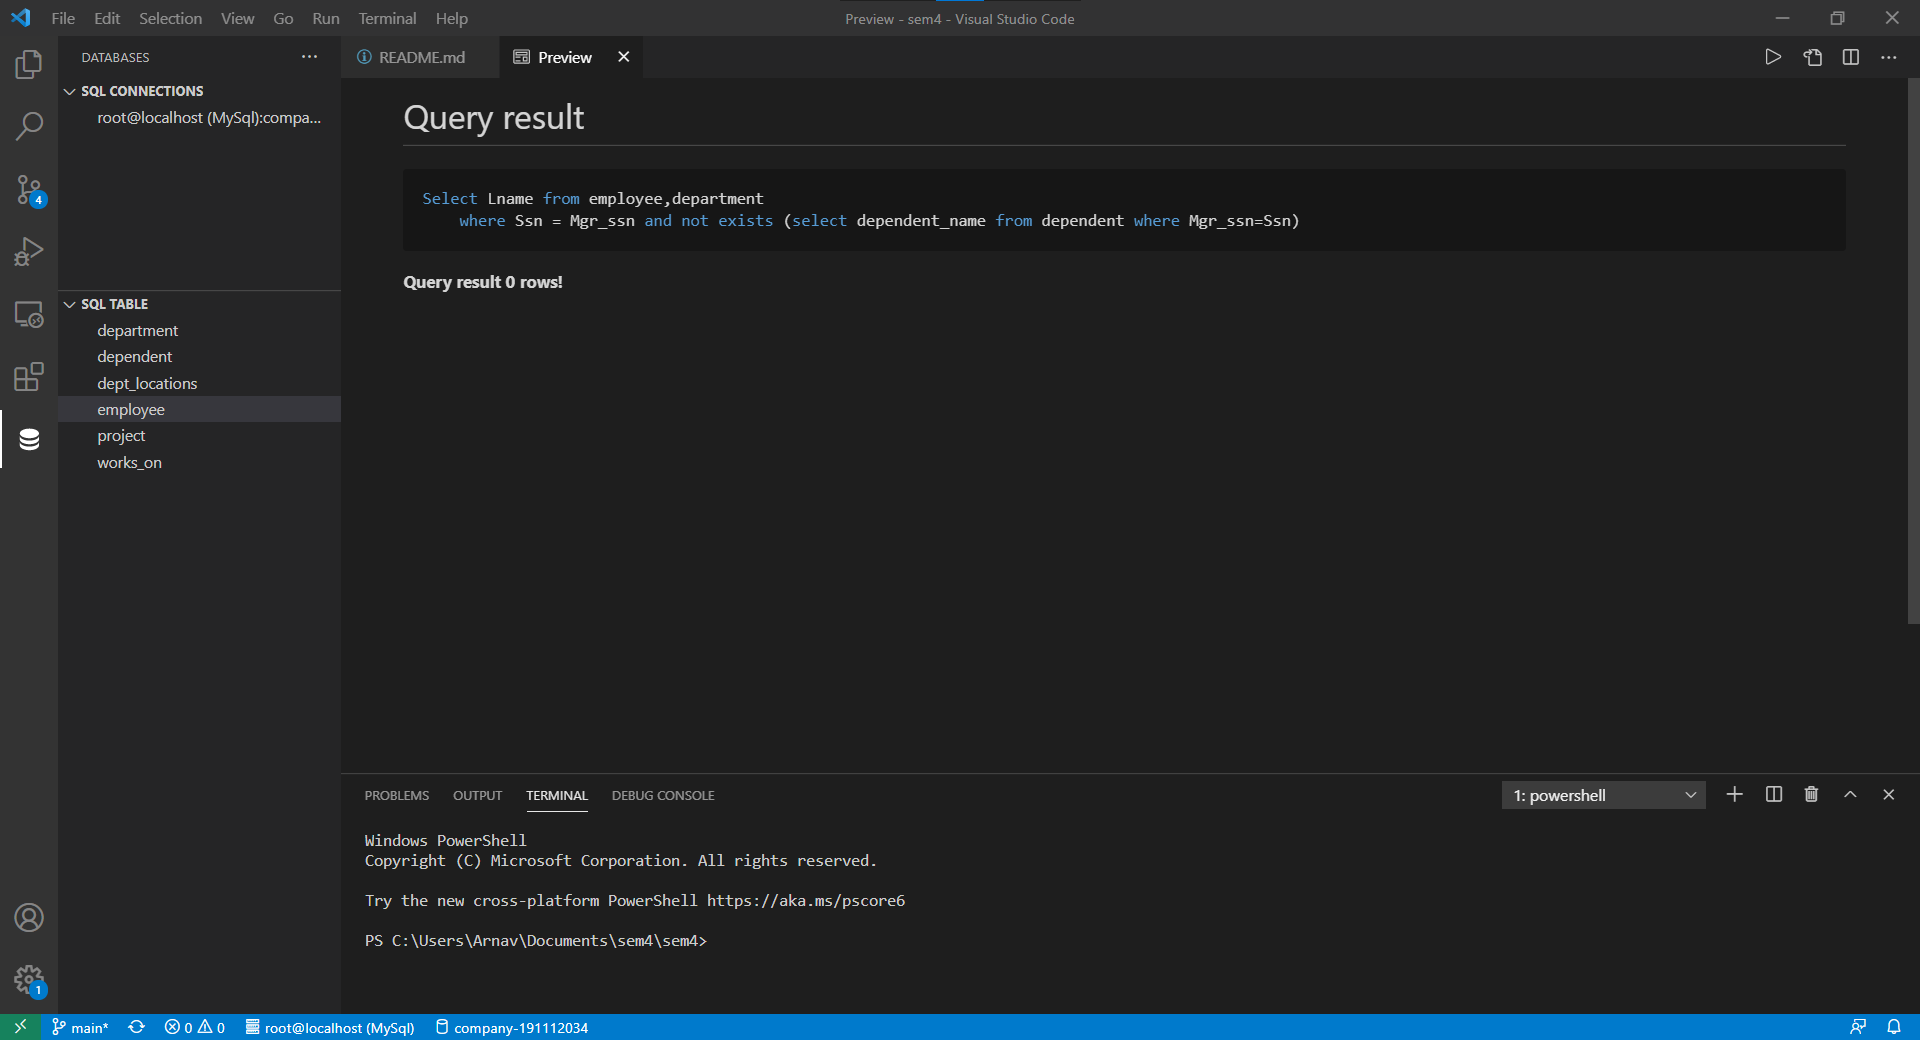 File Edit Selection View Go Run Terminal Help
Preview - sem4 - Visual Studio Code
DATABASES
SQL CONNECTIONS
root@localhost (MySql):compa...
SQL TABLE
department
dependent
dept_locations
employee
project
works_on
4
1
README.md
Preview
Query result
Select Lname from employee,department
where Ssn = Mgr_ssn and not exists (select dependent_name from dependent where Mgr_ssn=Ssn)
Query result 0 rows!
PROBLEMS OUTPUT TERMINAL DEBUG CONSOLE
1: powershell
Windows PowerShell
Copyright (C) Microsoft Corporation. All rights reserved.
Try the new cross-platform PowerShell https://aka.ms/pscore6
PS C:\Users\Arnav\Documents\sem4\sem4>
main* 0 0 root@localhost (MySql) company-191112034